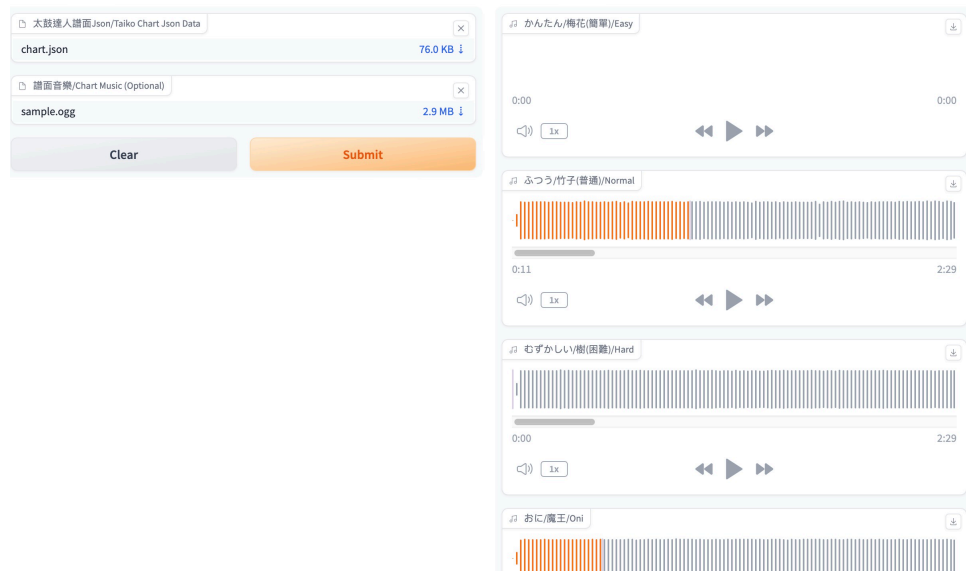 太鼓達人譜面Json/Taiko Chart Json Data
chart.json 76.0 KB ↓
譜面音樂/Chart Music (Optional)
sample.ogg 2.9 MB ↓
Clear Submit
かんたん/梅花(簡單)/Easy
0:00 0:00
1x
ふつう/竹子(普通)/Normal
0:11 2:29
1x
むずかしい/樹(困難)/Hard
0:00 2:29
1x
おに/魔王/Oni